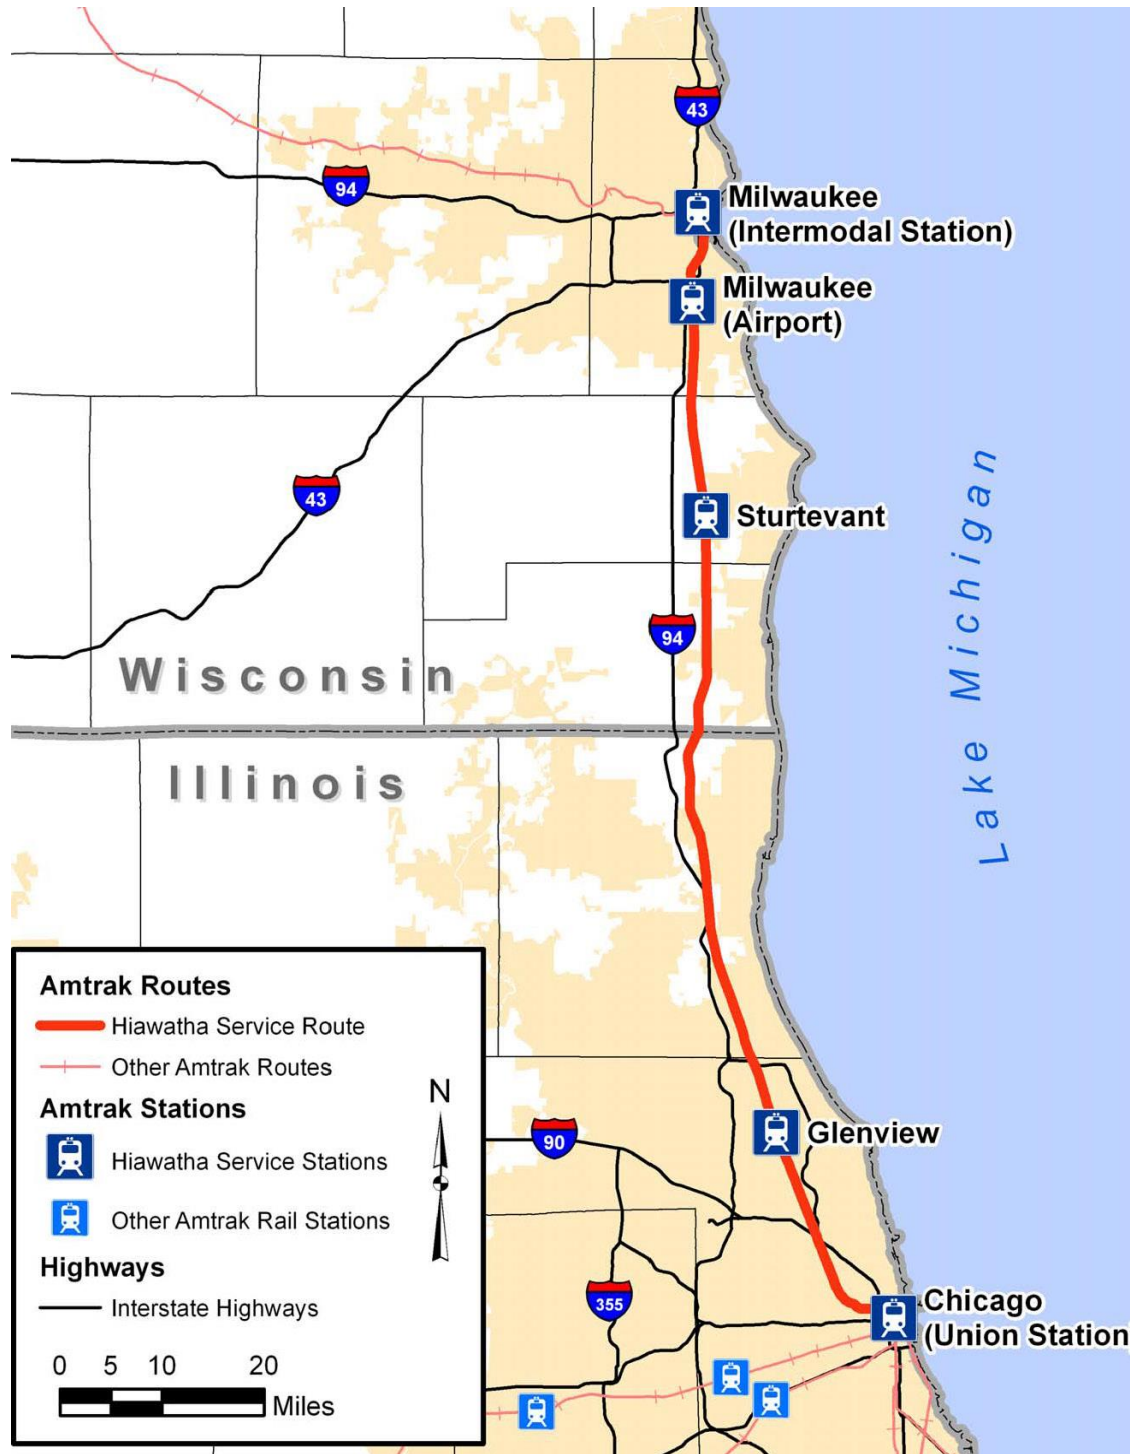 43
94
Milwaukee
(Intermodal Station)
Milwaukee
(Airport)
43
Sturtevant
94
Wisconsin
Illinois
Lake Michigan
Amtrak Routes
Hiawatha Service Route
Other Amtrak Routes
Amtrak Stations
N
Hiawatha Service Stations
Other Amtrak Rail Stations
Highways
Interstate Highways
0 5 10 20
Miles
90
Glenview
355
Chicago
(Union Station